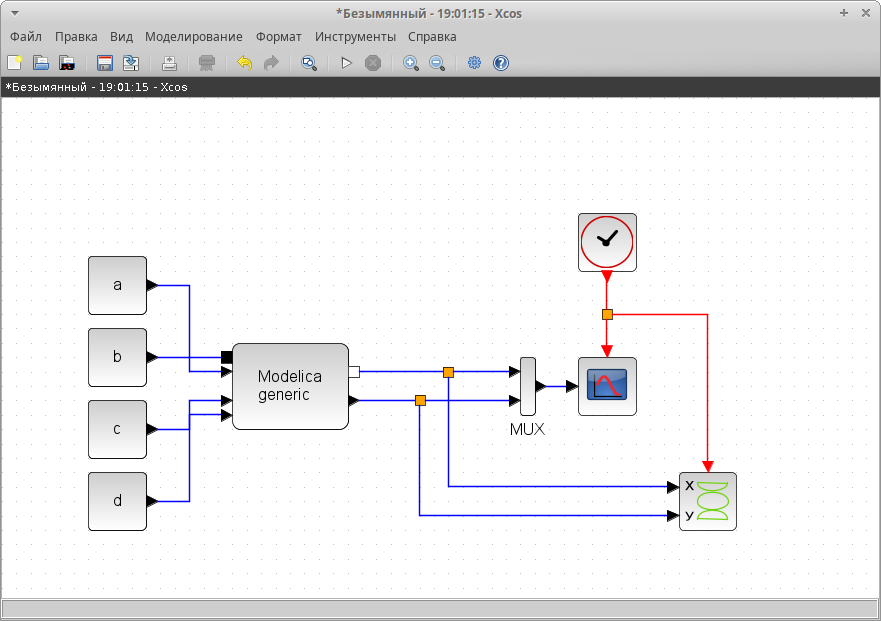 *Безымянный - 19:01:15 - Xcos
Файл Правка Вид Моделирование Формат Инструменты Справка
*Безымянный - 19:01:15 - Xcos
a
b
Modelica
generic
c
MUX
d
X
y